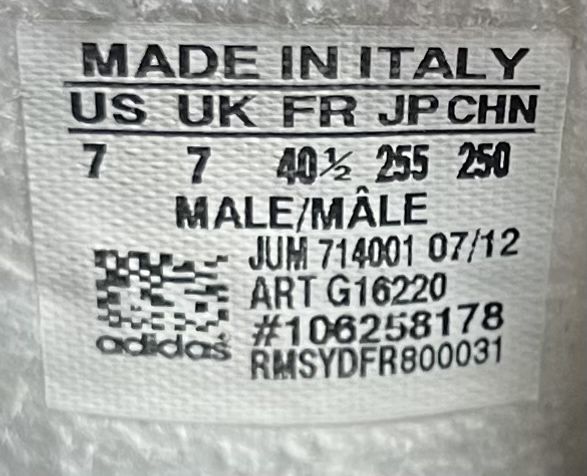 MADE IN ITALY
US UK FR JP CHN
7 7 40½ 255 250
MALE/MÂLE
JUM 714001 07/12
ART G16220
#106258178
adidas RMSYDFR800031